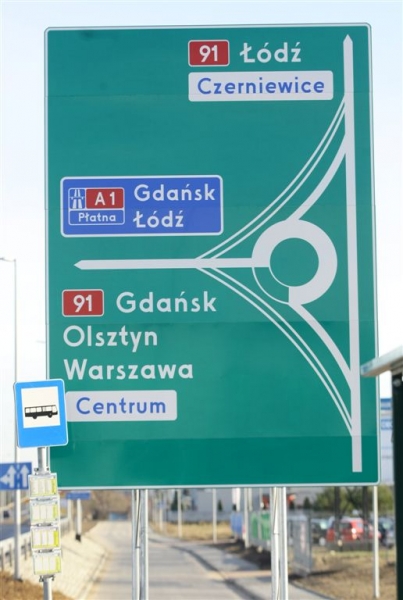 91 Łódź
Czerniewice
A1 Gdańsk
Płatna Łódź
91 Gdańsk
Olsztyn
Warszawa
Centrum